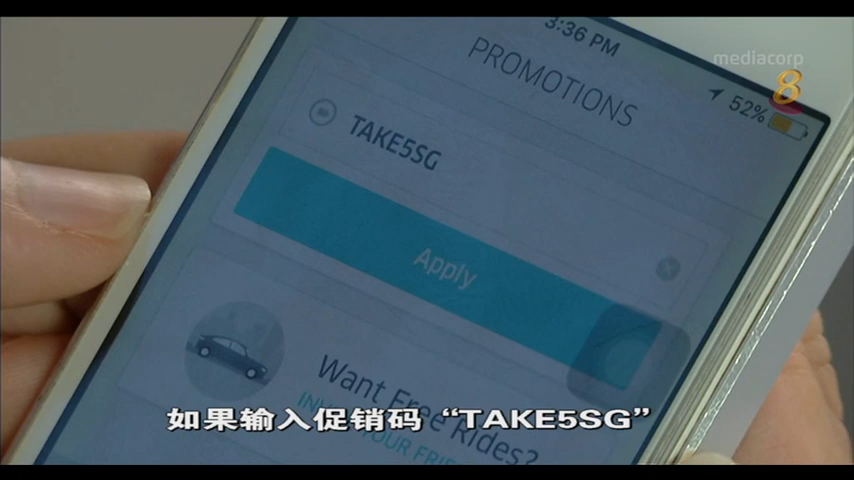 3:36 PM
mediacorp
8
52%
PROMOTIONS
TAKE5SG
Apply
Want Free Rides?
如果输入促销码 “TAKE5SG”